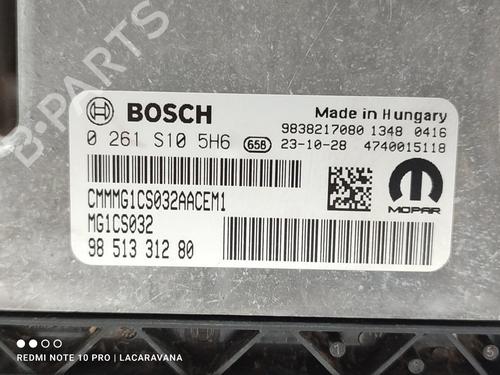 B-PARTS
BOSCH
Made in Hungary
0 261 S10 5H6
658
9838217080 1348 0416
23-10-28 4740015118
CMMMG1CS032AACEM1
MG1CS032
98 513 312 80
MOPAR
REDMI NOTE 10 PRO | LACARAVANA